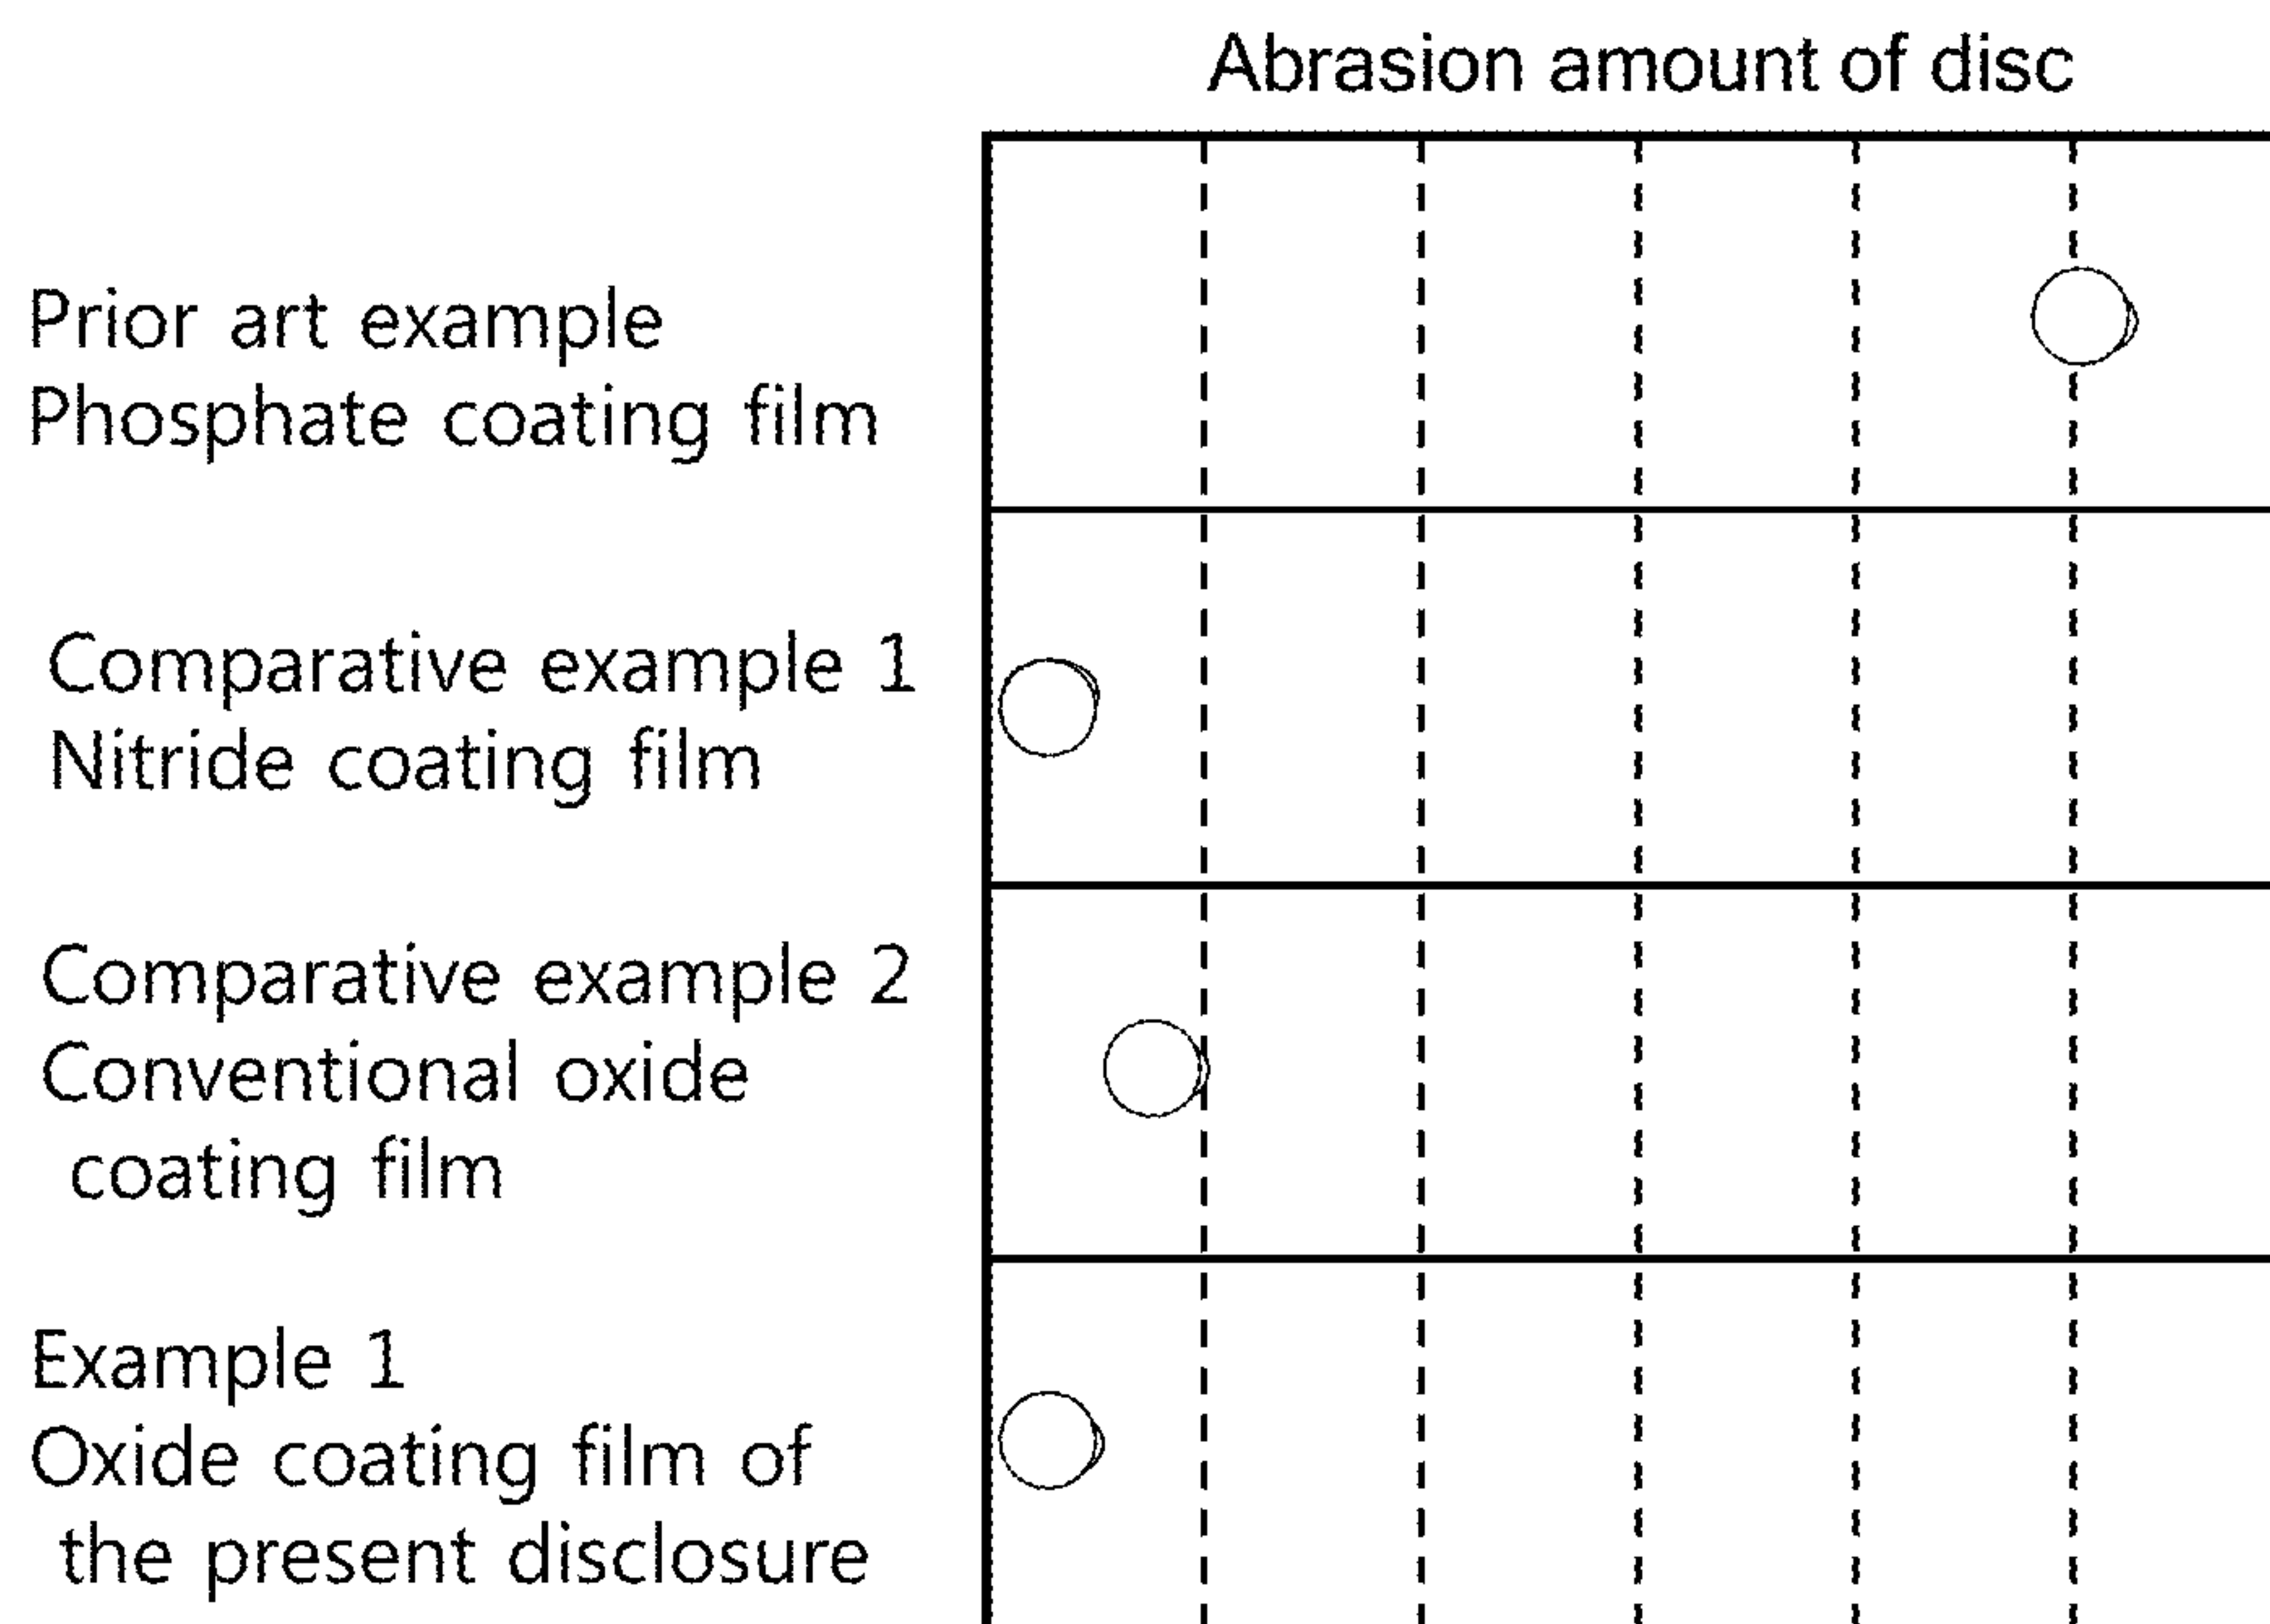 Abrasion amount of disc
Prior art example
Phosphate coating film
Comparative example 1
Nitride coating film
Comparative example 2
Conventional oxide
coating film
Example 1
Oxide coating film of
the present disclosure